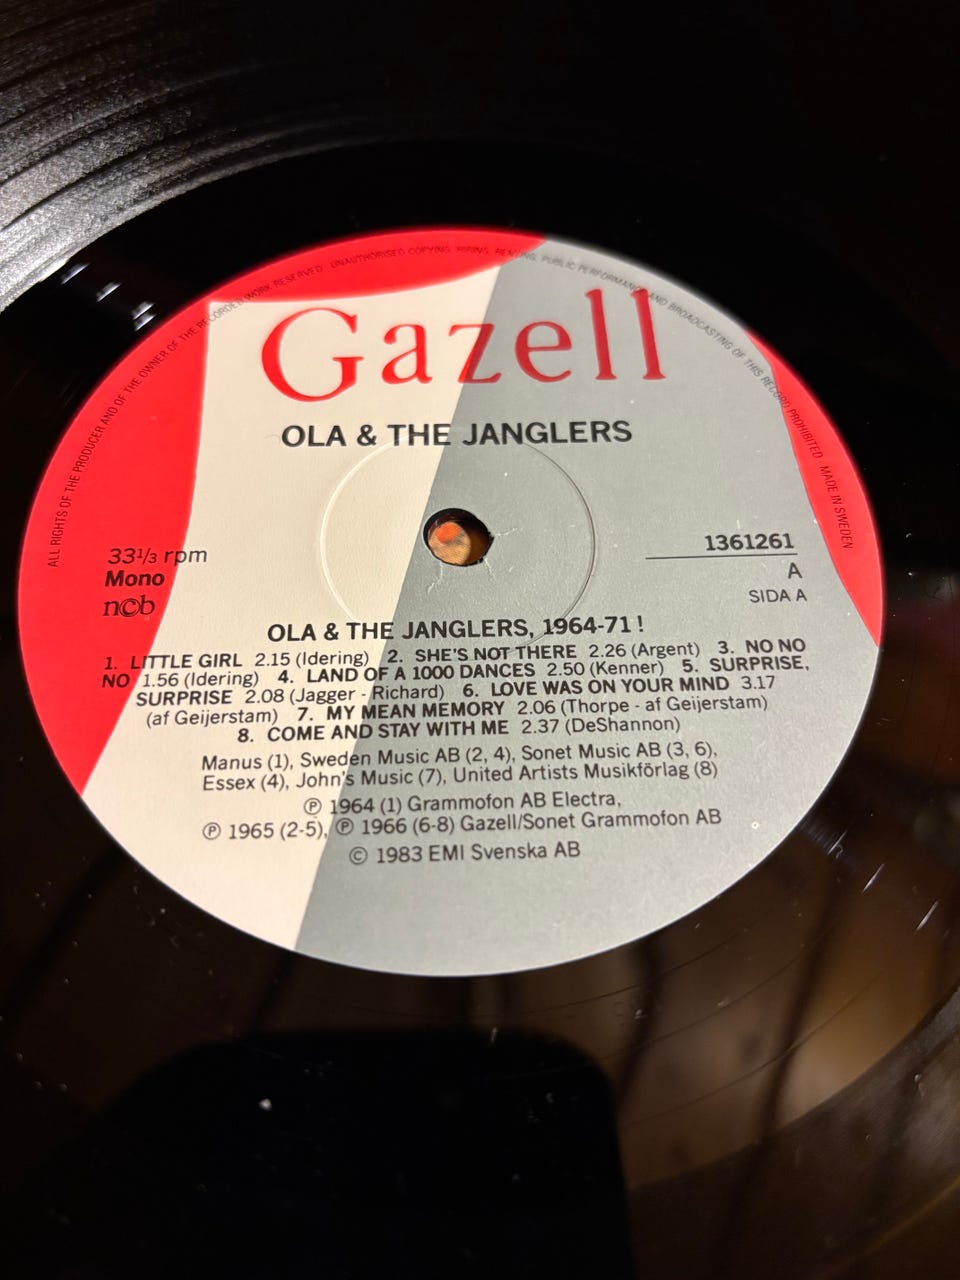 ALL RIGHTS OF THE PRODUCER AND OF THE OWNER OF THE RECORDED WORK RESERVED · UNAUTHORISED COPYING, HIRING, RENTING, PUBLIC PERFORMANCE AND BROADCASTING OF THIS RECORD PROHIBITED · MADE IN SWEDEN
Gazell
OLA & THE JANGLERS
33⅓ rpm
Mono
ncb
1361261
A
SIDA A
OLA & THE JANGLERS, 1964-71!
1. LITTLE GIRL 2.15 (Idering) 2. SHE'S NOT THERE 2.26 (Argent) 3. NO NO
NO 1.56 (Idering) 4. LAND OF A 1000 DANCES 2.50 (Kenner) 5. SURPRISE,
SURPRISE 2.08 (Jagger - Richard) 6. LOVE WAS ON YOUR MIND 3.17
(af Geijerstam) 7. MY MEAN MEMORY 2.06 (Thorpe - af Geijerstam)
8. COME AND STAY WITH ME 2.37 (DeShannon)
Manus (1), Sweden Music AB (2, 4), Sonet Music AB (3, 6),
Essex (4), John's Music (7), United Artists Musikförlag (8)
℗ 1964 (1) Grammofon AB Electra,
℗ 1965 (2-5), ℗ 1966 (6-8) Gazell/Sonet Grammofon AB
© 1983 EMI Svenska AB